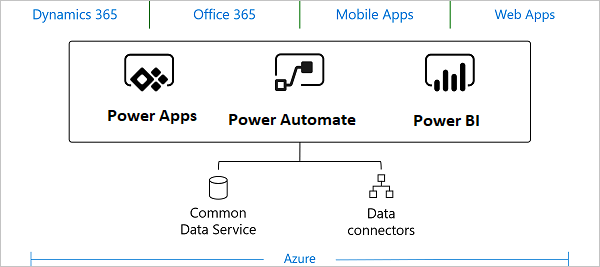 Dynamics 365 Office 365 Mobile Apps Web Apps
Power Apps Power Automate Power BI
Common Data
Data Service connectors
Azure